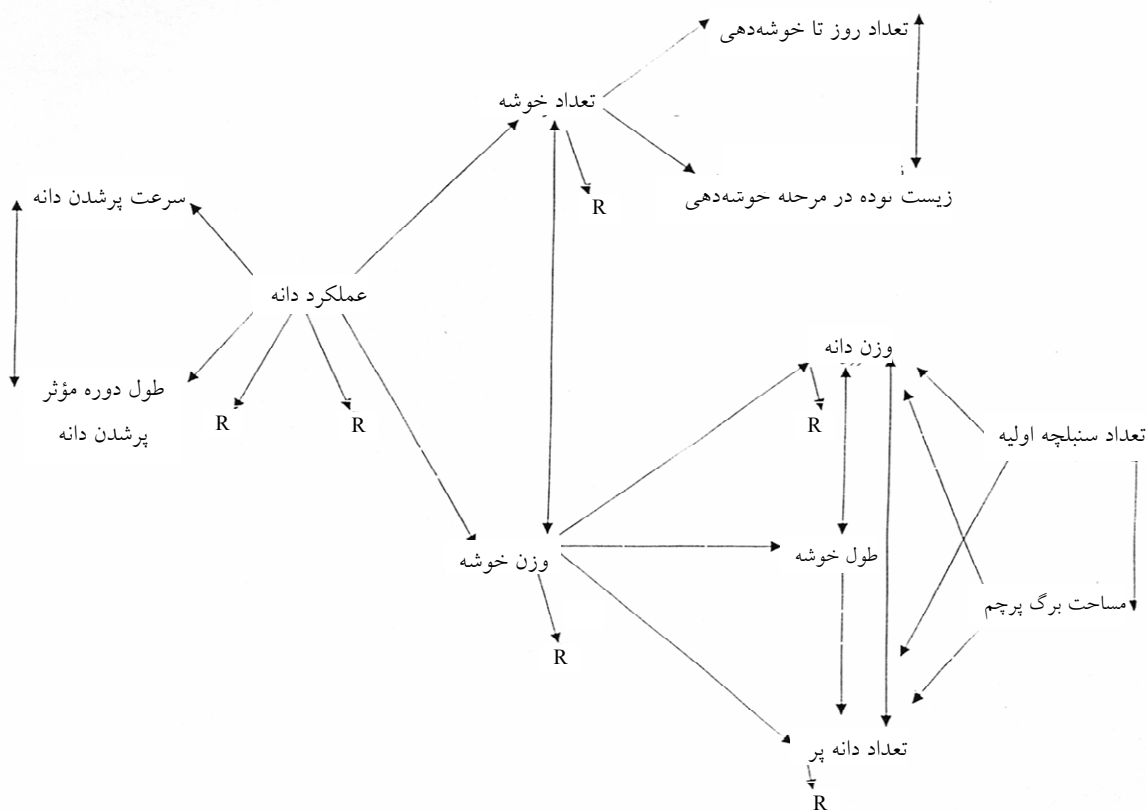 تعداد روز تا خوشه‌دهی
تعداد خوشه
زیست توده در مرحله خوشه‌دهی
سرعت پرشدن دانه
R
عملکرد دانه
وزن دانه
طول دوره مؤثر
پرشدن دانه
R
R
R
تعداد سنبلچه اولیه
طول خوشه
وزن خوشه
مساحت برگ پرچم
R
تعداد دانه پر
R